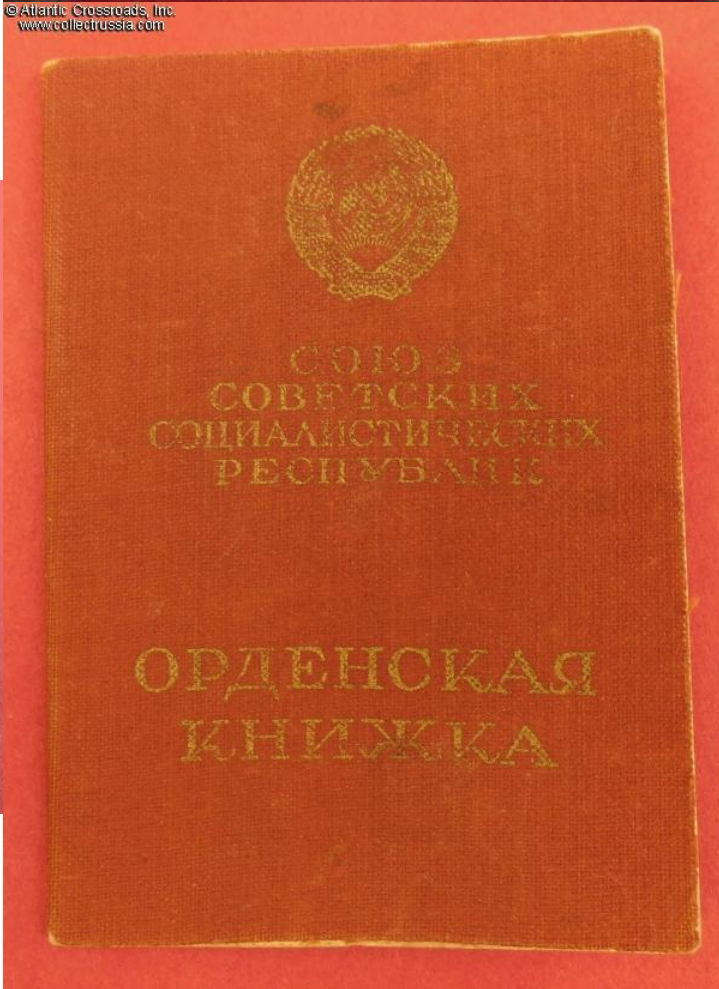 © Atlantic Crossroads, Inc.
www.collectrussia.com
СОЮЗ
СОВЕТСКИХ
СОЦИАЛИСТИЧЕСКИХ
РЕСПУБЛИК
ОРДЕНСКАЯ
КНИЖКА